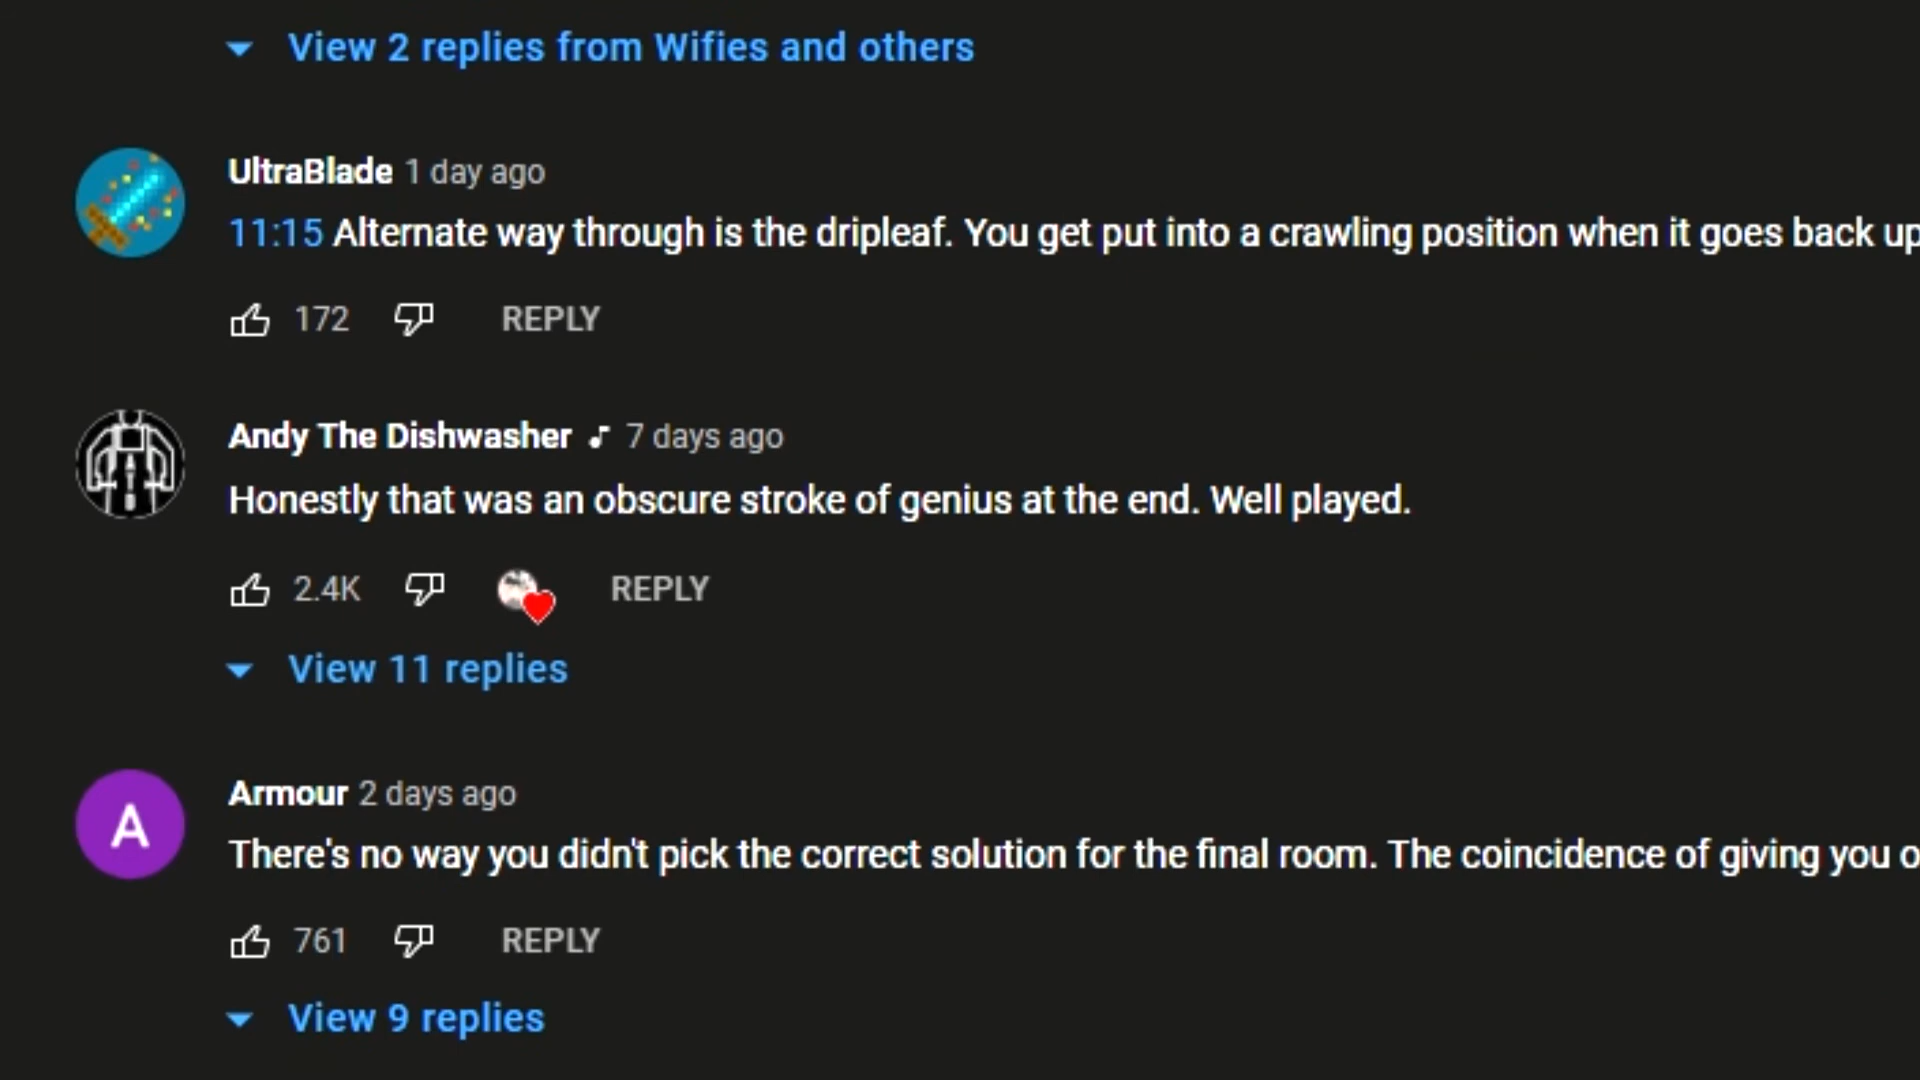 View 2 replies from Wifies and others
UltraBlade 1 day ago
11:15 Alternate way through is the dripleaf. You get put into a crawling position when it goes back up
172 REPLY
Andy The Dishwasher 7 days ago
Honestly that was an obscure stroke of genius at the end. Well played.
2.4K REPLY
View 11 replies
A
Armour 2 days ago
There's no way you didn't pick the correct solution for the final room. The coincidence of giving you o
761 REPLY
View 9 replies